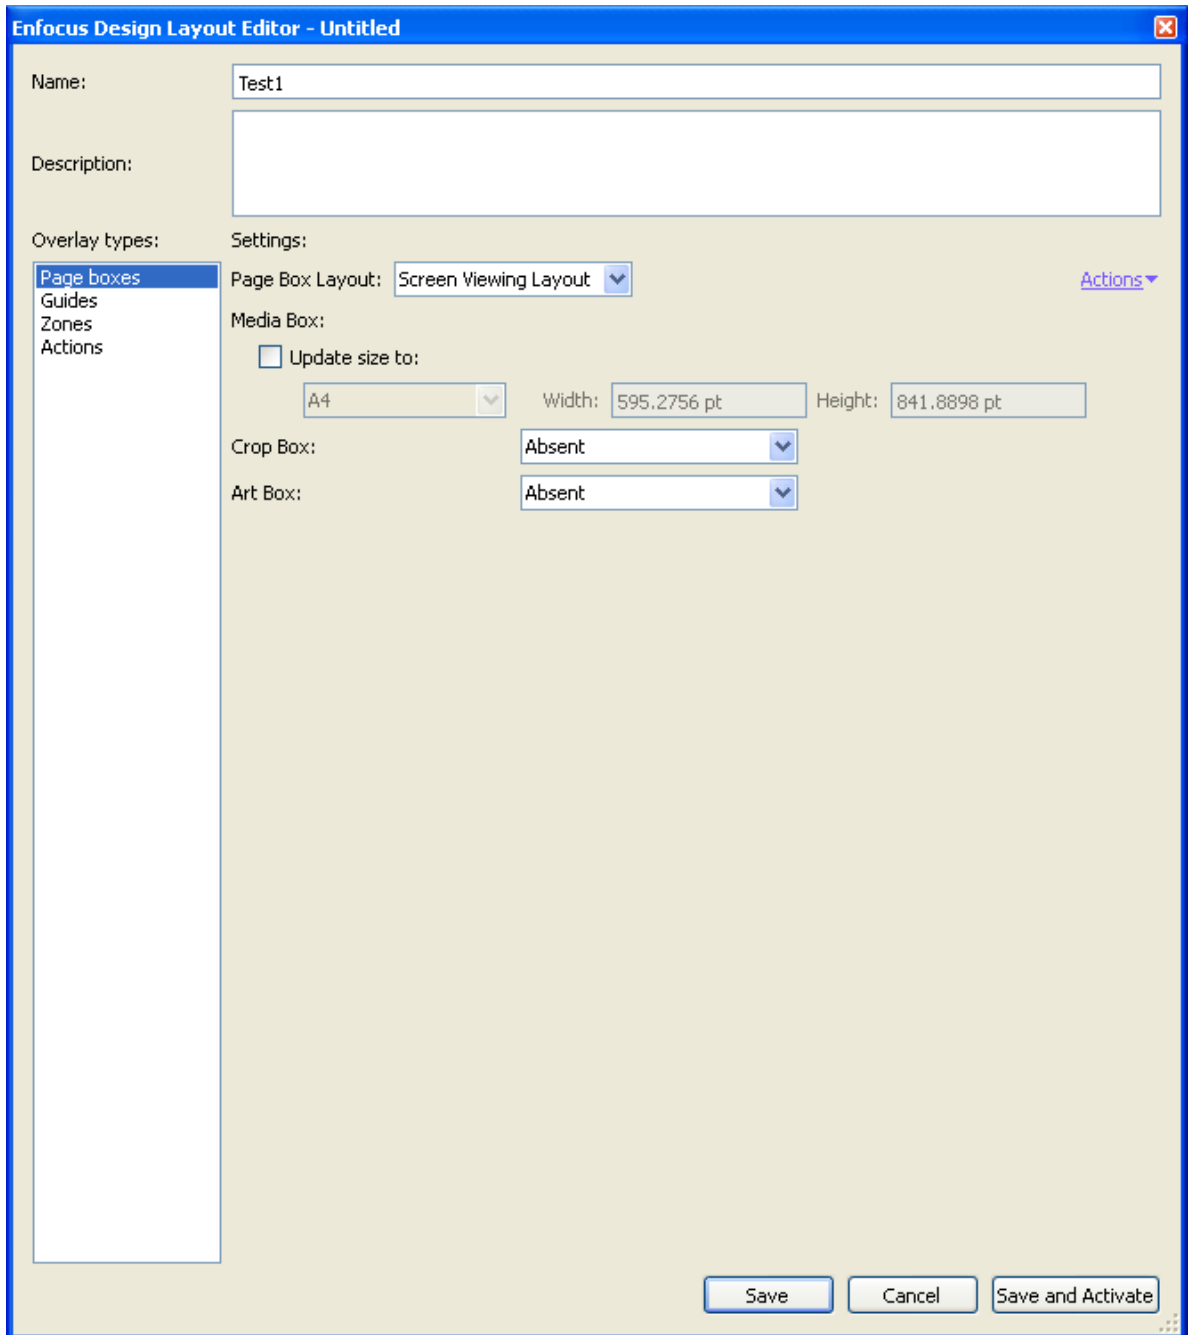 Enfocus Design Layout Editor - Untitled
Name: Test1
Description:
Overlay types: Settings:
Page boxes
Guides
Zones
Actions
Page Box Layout: Screen Viewing Layout Actions
Media Box:
Update size to:
A4 Width: 595.2756 pt Height: 841.8898 pt
Crop Box: Absent
Art Box: Absent
Save Cancel Save and Activate